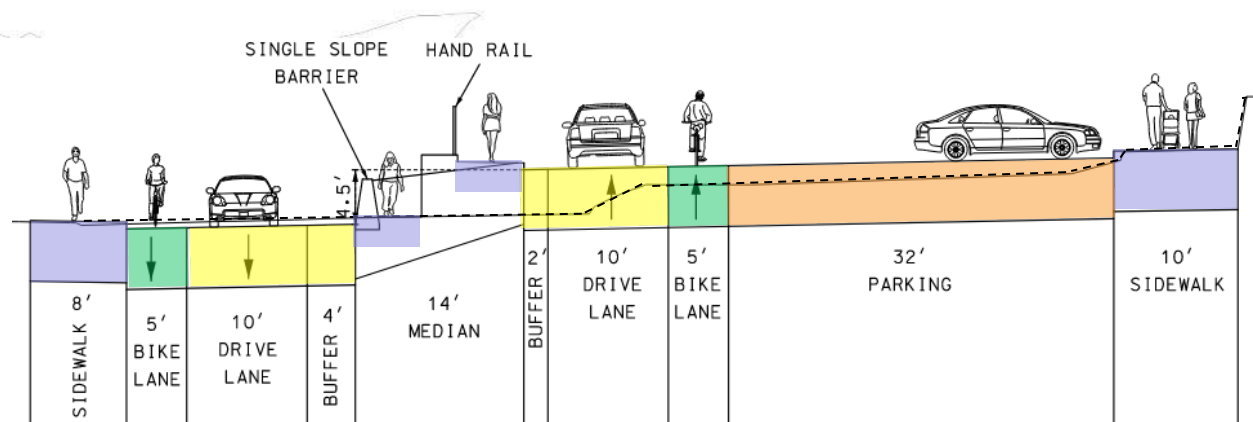 SINGLE SLOPE
BARRIER
HAND RAIL
4.5'
8'
SIDEWALK
5'
BIKE
LANE
10'
DRIVE
LANE
4'
BUFFER
14'
MEDIAN
2'
BUFFER
10'
DRIVE
LANE
5'
BIKE
LANE
32'
PARKING
10'
SIDEWALK